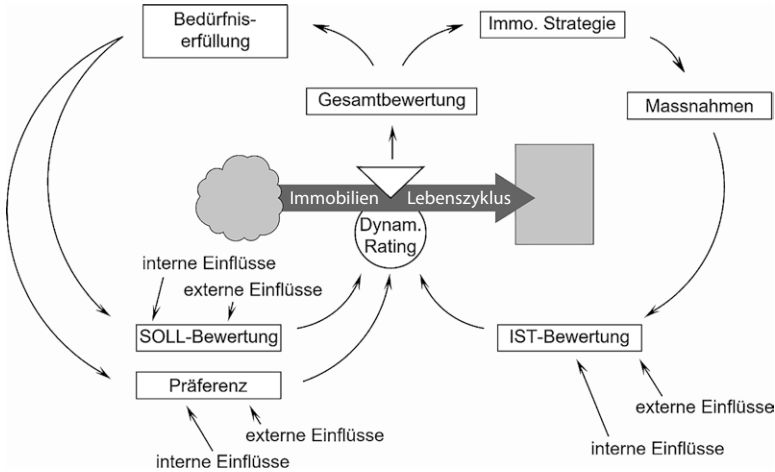 Bedürfnis-
erfüllung
Immo. Strategie
Gesamtbewertung
Massnahmen
Immobilien Lebenszyklus
Dynam.
Rating
interne Einflüsse
externe Einflüsse
SOLL-Bewertung
IST-Bewertung
Präferenz
externe Einflüsse
externe Einflüsse
interne Einflüsse
interne Einflüsse